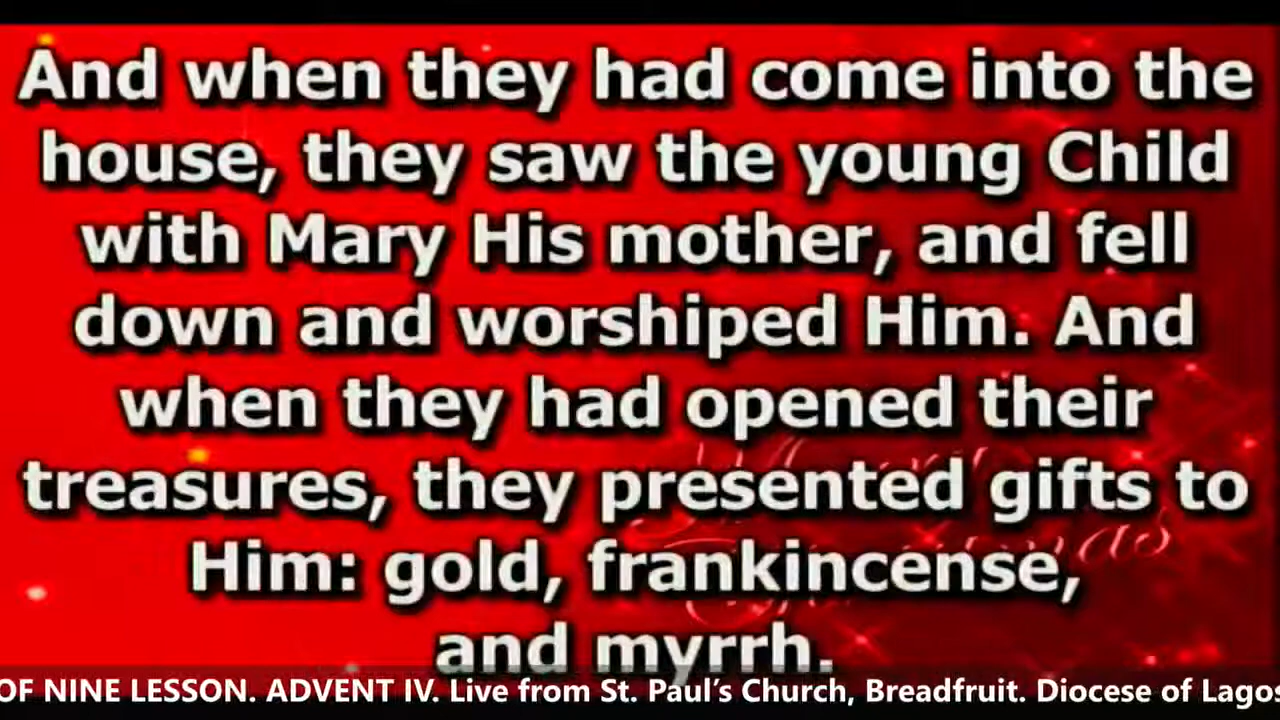 And when they had come into the
house, they saw the young Child
with Mary His mother, and fell
down and worshiped Him. And
when they had opened their
treasures, they presented gifts to
Him: gold, frankincense,
and myrrh.
OF NINE LESSON. ADVENT IV. Live from St. Paul’s Church, Breadfruit. Diocese of Lagos